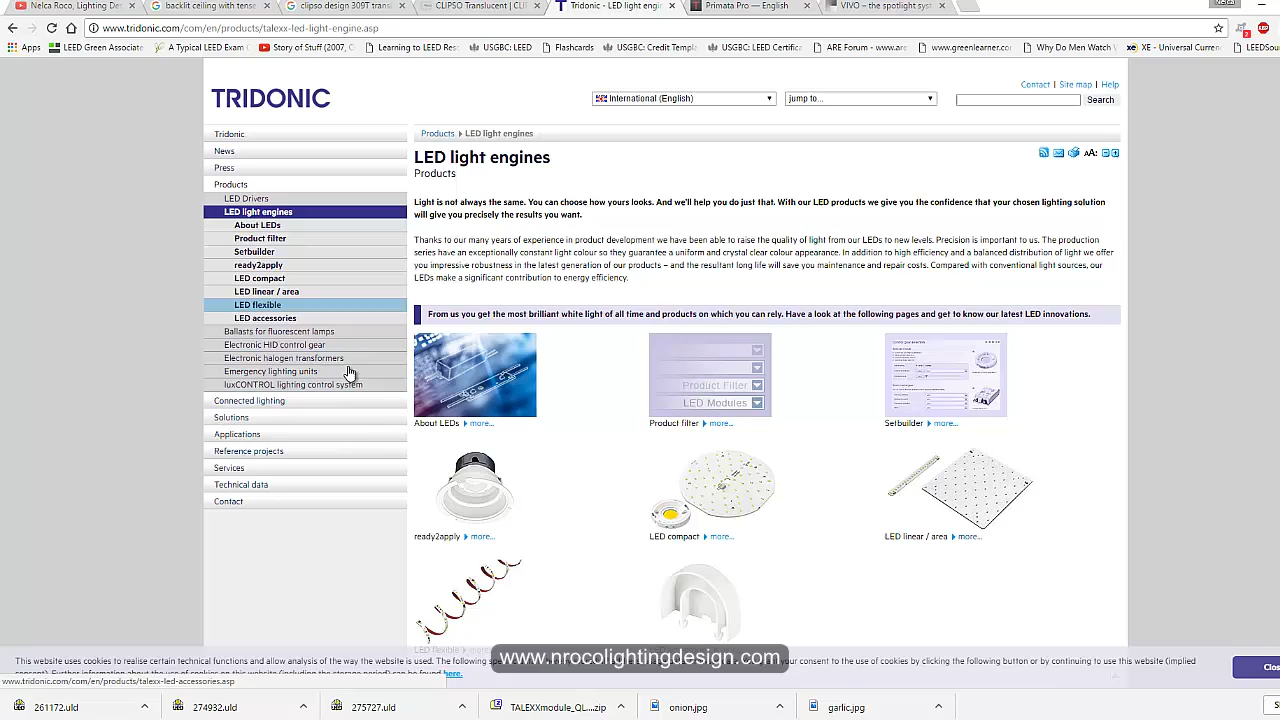 Nelca Roco, Lighting De
backlit ceiling with tense
clipso design 309f transl
CLIPSO Translucent | CLI
Tridonic - LED light engin
Primata Pro — English
VIVO – the spotlight syst
Nelca
www.tridonic.com/com/en/products/talexx-led-light-engine.asp
Apps
LEED Green Associate
A Typical LEED Exam
Story of Stuff (2007,
Learning to LEED Res
USGBC: LEED
Flashcards
USGBC: Credit Templa
USGBC: LEED Certifica
ARE Forum - www.are
www.greenlearner.co
Why Do Men Watch
XE - Universal Curren
LEEDSou
TRIDONIC
Contact | Site map | Help
International (English)
jump to...
Search
Tridonic
News
Press
Products
LED Drivers
LED light engines
About LEDs
Product filter
Setbuilder
ready2apply
LED compact
LED linear / area
LED flexible
LED accessories
Ballasts for fluorescent lamps
Electronic HID control gear
Electronic halogen transformers
Emergency lighting units
luxCONTROL lighting control system
Connected lighting
Solutions
Applications
Reference projects
Services
Technical data
Contact
Products LED light engines
LED light engines
AA:
Products
Light is not always the same. You can choose how yours looks. And we'll help you do just that. With our LED products we give you the confidence that your chosen lighting solution
will give you precisely the results you want.
Thanks to our many years of experience in product development we have been able to raise the quality of light from our LEDs to new levels. Precision is important to us. The production
series have an exceptionally constant light colour so they guarantee a uniform and crystal clear colour appearance. In addition to high efficiency and a balanced distribution of light we offer
you impressive robustness in the latest generation of our products – and the resultant long life will save you maintenance and repair costs. Compared with conventional light sources, our
LEDs make a significant contribution to energy efficiency.
From us you get the most brilliant white light of all time and products on which you can rely. Have a look at the following pages and get to know our latest LED innovations.
Product Filter
LED Modules
About LEDs more...
Product filter more...
Setbuilder more...
ready2apply more...
LED compact more...
LED linear / area more...
LED flexible
www.nrocolightingdesign.com
This website uses cookies to realise certain technical functions and allow analysis of the way the website is used. The following
your consent to the use of cookies by clicking the following button or by continuing to use this website
here.
Clos
www.tridonic.com/com/en/products/talexx-led-accessories.asp
261172.uld
274932.uld
275727.uld
TALEXXmodule_QL....zip
onion.jpg
garlic.jpg